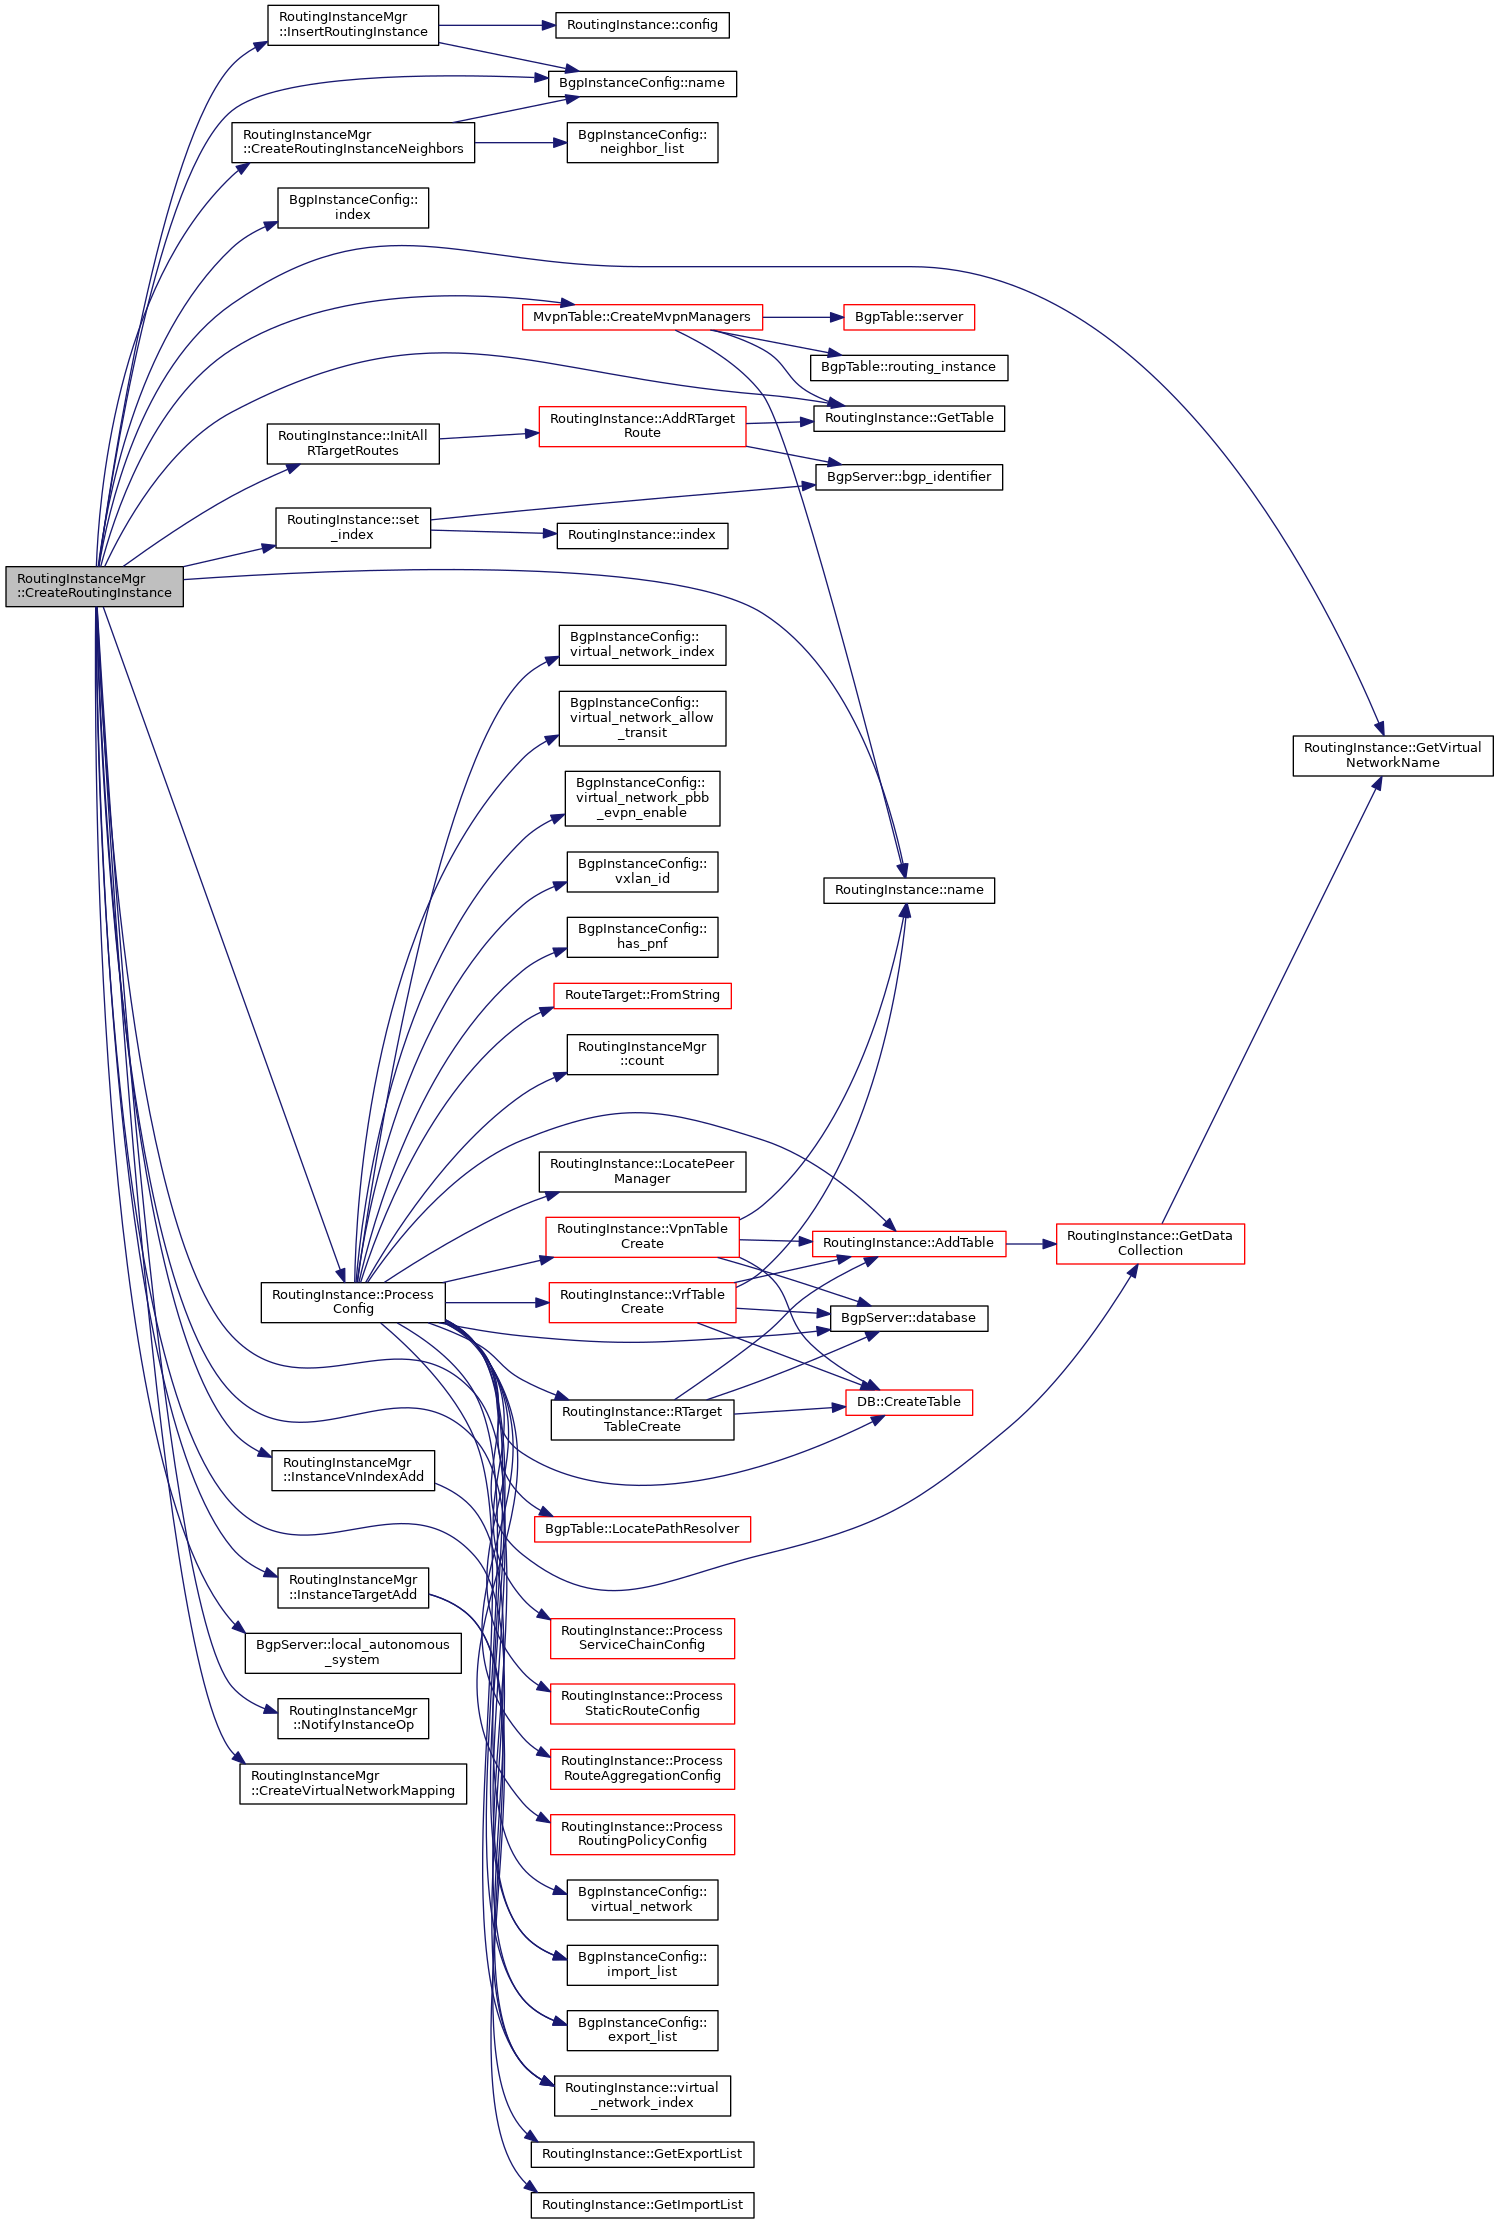 RoutingInstanceMgr
::InsertRoutingInstance
RoutingInstance::config
BgpInstanceConfig::name
RoutingInstanceMgr
::CreateRoutingInstanceNeighbors
BgpInstanceConfig::
neighbor_list
BgpInstanceConfig::
index
MvpnTable::CreateMvpnManagers
BgpTable::server
BgpTable::routing_instance
RoutingInstance::GetTable
RoutingInstance::AddRTarget
Route
RoutingInstance::InitAll
RTargetRoutes
BgpServer::bgp_identifier
RoutingInstance::set
_index
RoutingInstance::index
RoutingInstanceMgr
::CreateRoutingInstance
BgpInstanceConfig::
virtual_network_index
BgpInstanceConfig::
virtual_network_allow
_transit
RoutingInstance::GetVirtual
NetworkName
BgpInstanceConfig::
virtual_network_pbb
_evpn_enable
BgpInstanceConfig::
vxlan_id
RoutingInstance::name
BgpInstanceConfig::
has_pnf
RouteTarget::FromString
RoutingInstanceMgr
::count
RoutingInstance::LocatePeer
Manager
RoutingInstance::VpnTable
Create
RoutingInstance::AddTable
RoutingInstance::GetData
Collection
RoutingInstance::Process
Config
RoutingInstance::VrfTable
Create
BgpServer::database
DB::CreateTable
RoutingInstance::RTarget
TableCreate
RoutingInstanceMgr
::InstanceVnIndexAdd
BgpTable::LocatePathResolver
RoutingInstanceMgr
::InstanceTargetAdd
RoutingInstance::Process
ServiceChainConfig
BgpServer::local_autonomous
_system
RoutingInstance::Process
StaticRouteConfig
RoutingInstanceMgr
::NotifyInstanceOp
RoutingInstance::Process
RouteAggregationConfig
RoutingInstanceMgr
::CreateVirtualNetworkMapping
RoutingInstance::Process
RoutingPolicyConfig
BgpInstanceConfig::
virtual_network
BgpInstanceConfig::
import_list
BgpInstanceConfig::
export_list
RoutingInstance::virtual
_network_index
RoutingInstance::GetExportList
RoutingInstance::GetImportList